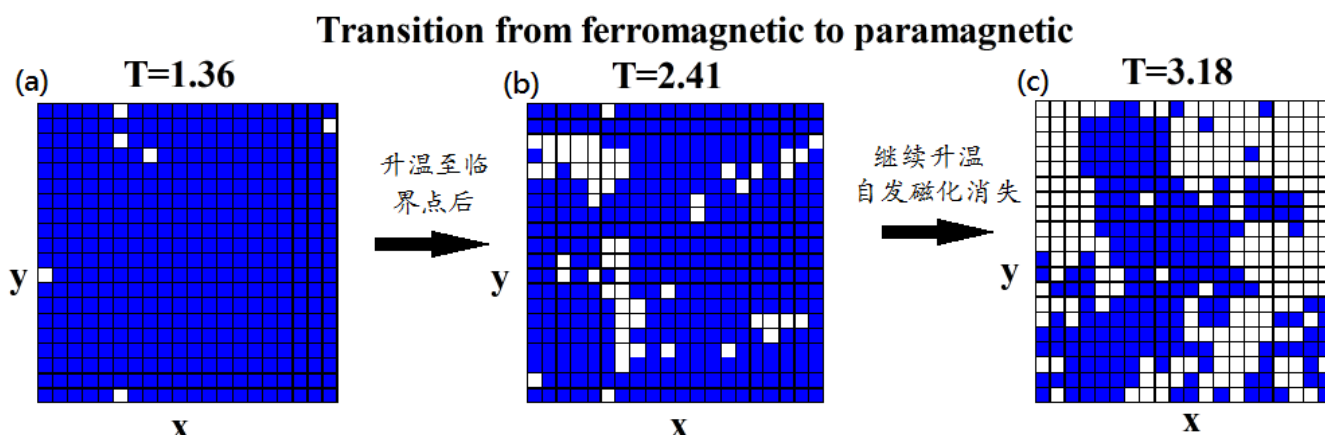 Transition from ferromagnetic to paramagnetic
(a)
T=1.36
(b)
T=2.41
(c)
T=3.18
升温至临
界点后
继续升温
自发磁化消失
y
y
y
x
x
x